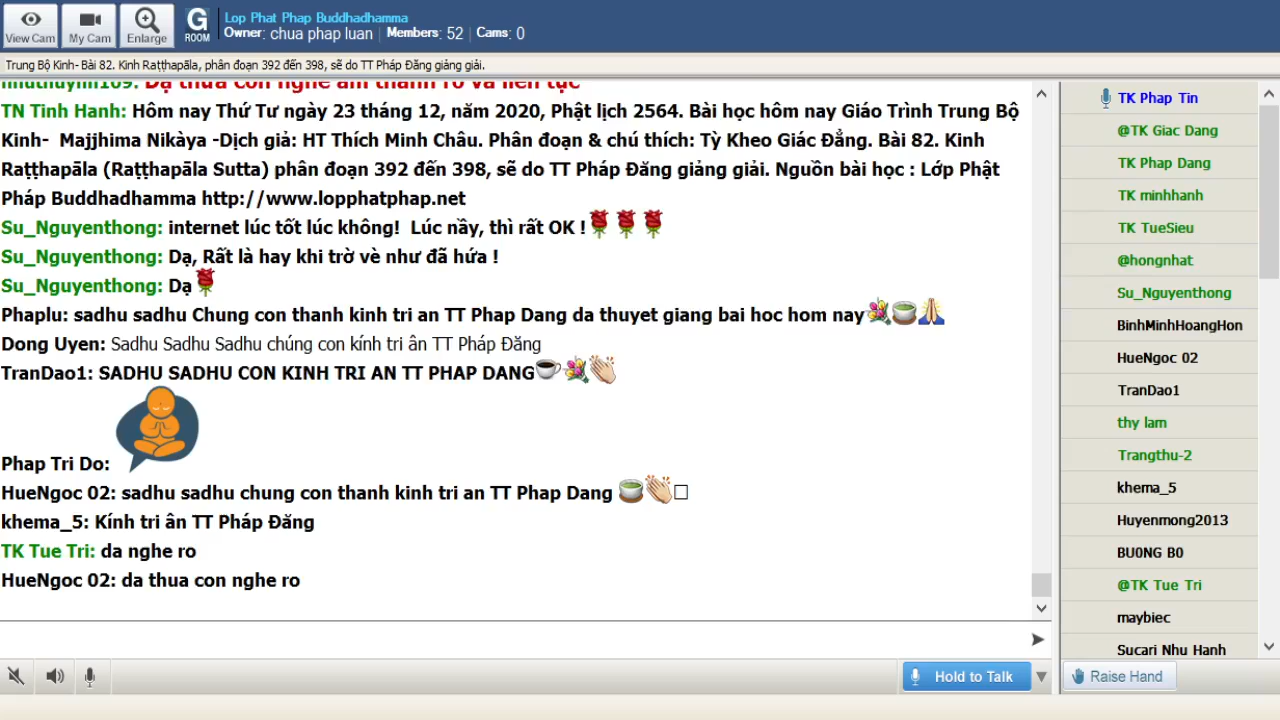 View Cam
My Cam
Enlarge
G
ROOM
Lop Phat Phap Buddhadhamma
Owner: chua phap luan Members: 52 Cams: 0
Trung Bộ Kinh- Bài 82. Kinh Raṭṭhapāla, phân đoạn 392 đến 398, sẽ do TT Pháp Đăng giảng giải.
TN Tinh Hanh: Hôm nay Thứ Tư ngày 23 tháng 12, năm 2020, Phật lịch 2564. Bài học hôm nay Giáo Trình Trung Bộ
Kinh- Majjhima Nikàya -Dịch giả: HT Thích Minh Châu. Phân đoạn & chú thích: Tỳ Kheo Giác Đẳng. Bài 82. Kinh
Raṭṭhapāla (Raṭṭhapāla Sutta) phân đoạn 392 đến 398, sẽ do TT Pháp Đăng giảng giải. Nguồn bài học : Lớp Phật
Pháp Buddhadhamma http://www.lopphatphap.net
Su_Nguyenthong: internet lúc tốt lúc không! Lúc nầy, thì rất OK !
Su_Nguyenthong: Dạ, Rất là hay khi trờ vè như đã hứa !
Su_Nguyenthong: Dạ
Phaplu: sadhu sadhu Chung con thanh kinh tri an TT Phap Dang da thuyet giang bai hoc hom nay
Dong Uyen: Sadhu Sadhu Sadhu chúng con kính tri ân TT Pháp Đăng
TranDao1: SADHU SADHU CON KINH TRI AN TT PHAP DANG
Phap Tri Do:
HueNgoc 02: sadhu sadhu chung con thanh kinh tri an TT Phap Dang
khema_5: Kính tri ân TT Pháp Đăng
TK Tue Tri: da nghe ro
HueNgoc 02: da thua con nghe ro
Hold to Talk
TK Phap Tin
@TK Giac Dang
TK Phap Dang
TK minhhanh
TK TueSieu
@hongnhat
Su_Nguyenthong
BinhMinhHoangHon
HueNgoc 02
TranDao1
thy lam
Trangthu-2
khema_5
Huyenmong2013
BU0NG B0
@TK Tue Tri
maybiec
Sucari Nhu Hanh
Raise Hand